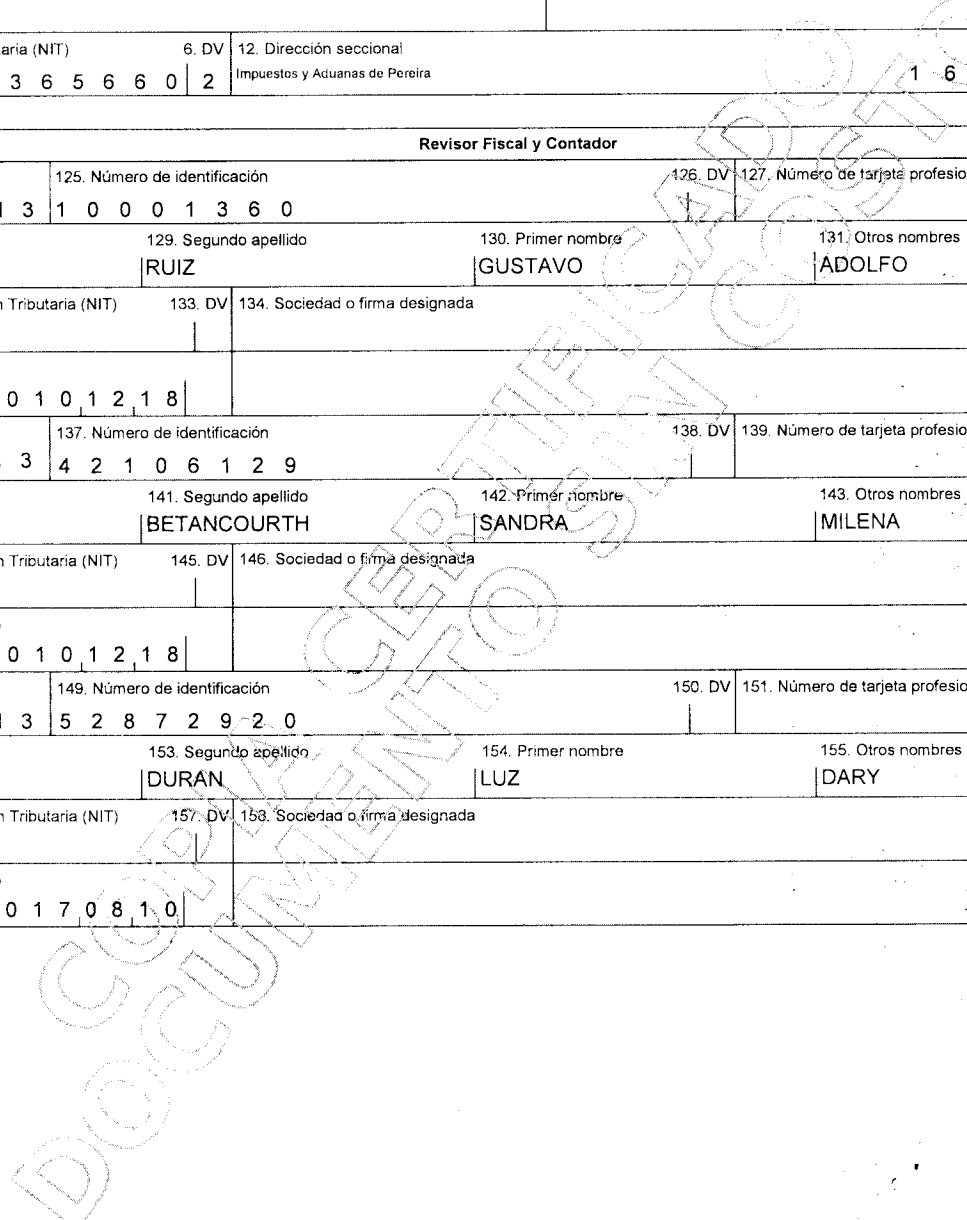 aria (NIT) 6. DV 12. Dirección seccional
3 6 5 6 6 0 2 Impuestos y Aduanas de Pereira 1 6
Revisor Fiscal y Contador
125. Número de identificación 126. DV 127. Número de tarjeta profesio
1 3 1 0 0 0 1 3 6 0
129. Segundo apellido 130. Primer nombre 131. Otros nombres
RUIZ GUSTAVO ADOLFO
n Tributaria (NIT) 133. DV 134. Sociedad o firma designada
0 1 0 1 2 1 8
137. Número de identificación 138. DV 139. Número de tarjeta profesio
3 4 2 1 0 6 1 2 9
141. Segundo apellido 142. Primer nombre 143. Otros nombres
BETANCOURTH SANDRA MILENA
n Tributaria (NIT) 145. DV 146. Sociedad o firma designada
0 1 0 1 2 1 8
149. Número de identificación 150. DV 151. Número de tarjeta profesio
1 3 5 2 8 7 2 9 2 0
153. Segundo apellido 154. Primer nombre 155. Otros nombres
DURAN LUZ DARY
n Tributaria (NIT) 157. DV 158. Sociedad o firma designada
0 1 7 0 8 1 0
COPIA CERTIFICADO
DOCUMENTO SIN COSTO